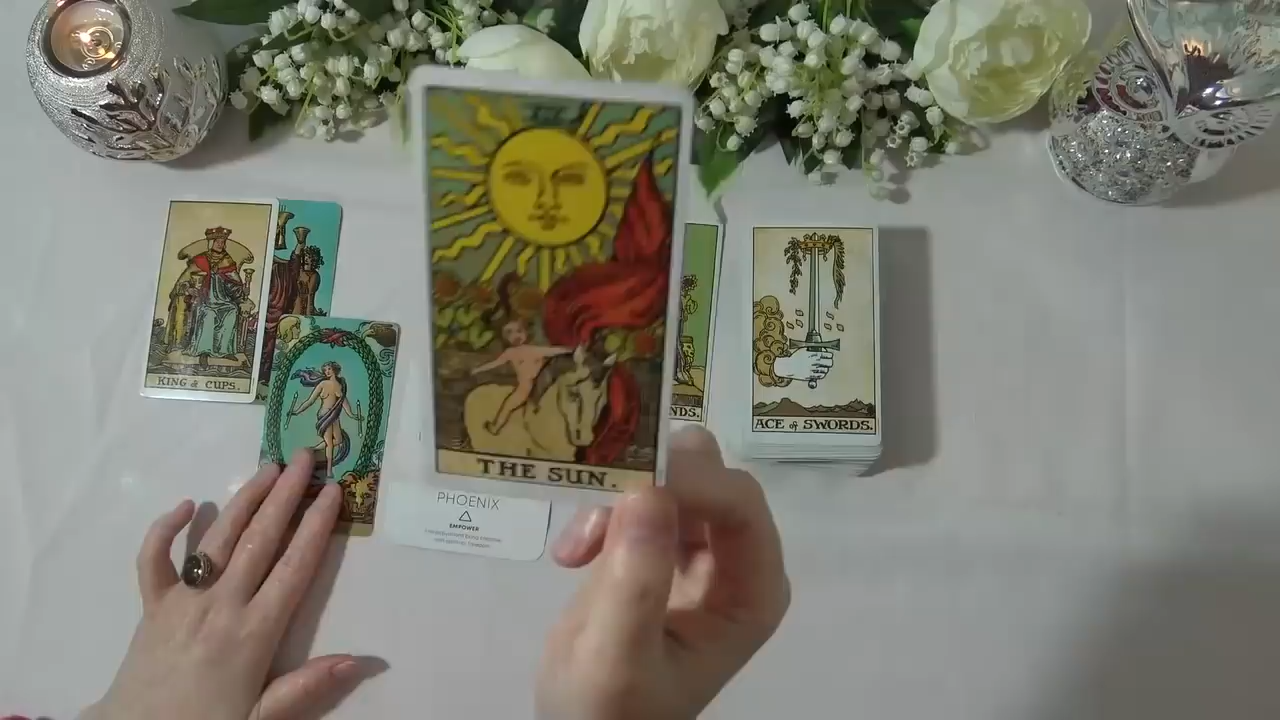 KING of CUPS.
THE SUN.
NDS.
ACE of SWORDS.
PHOENIX
EMPOWER